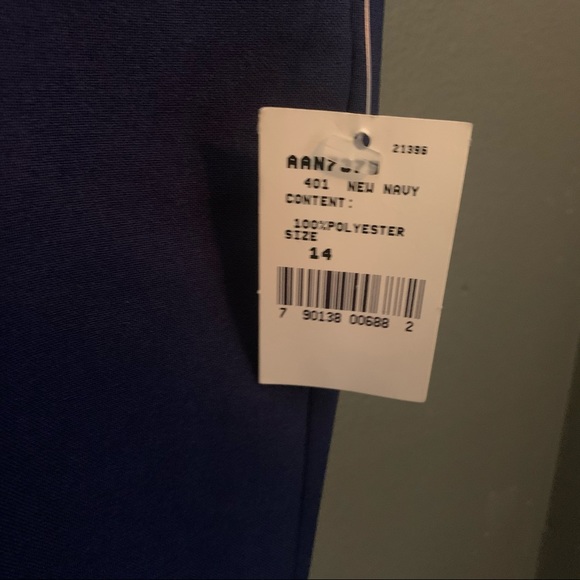 21396
401 NEW NAVY
CONTENT:
100%POLYESTER
SIZE
14
7 90138 00688 2